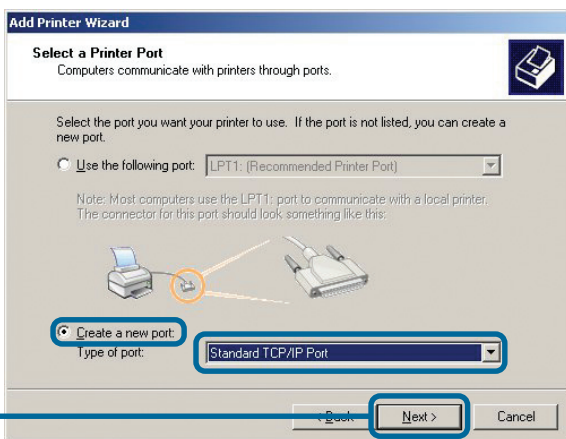 Add Printer Wizard
Select a Printer Port
Computers communicate with printers through ports.
Select the port you want your printer to use. If the port is not listed, you can create a
new port.
Use the following port:
LPT1: (Recommended Printer Port)
Note: Most computers use the LPT1: port to communicate with a local printer.
The connector for this port should look something like this:
Create a new port:
Type of port:
Standard TCP/IP Port
< Back
Next >
Cancel